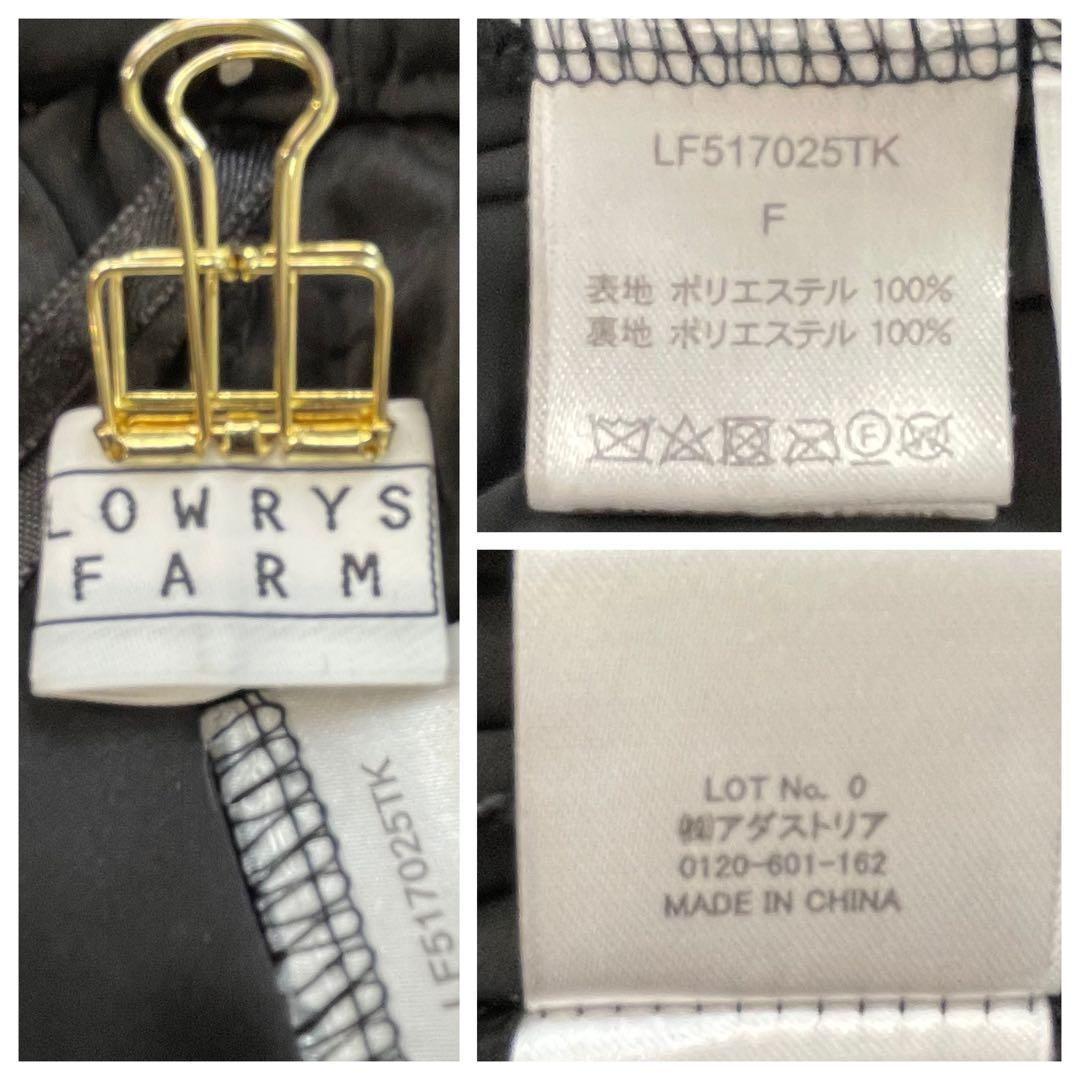 LOWRYS
FARM
LF517025TK
LF517025TK
F
表地 ポリエステル 100%
裏地 ポリエステル 100%
F
W
LOT No. 0
㈱アダストリア
0120-601-162
MADE IN CHINA